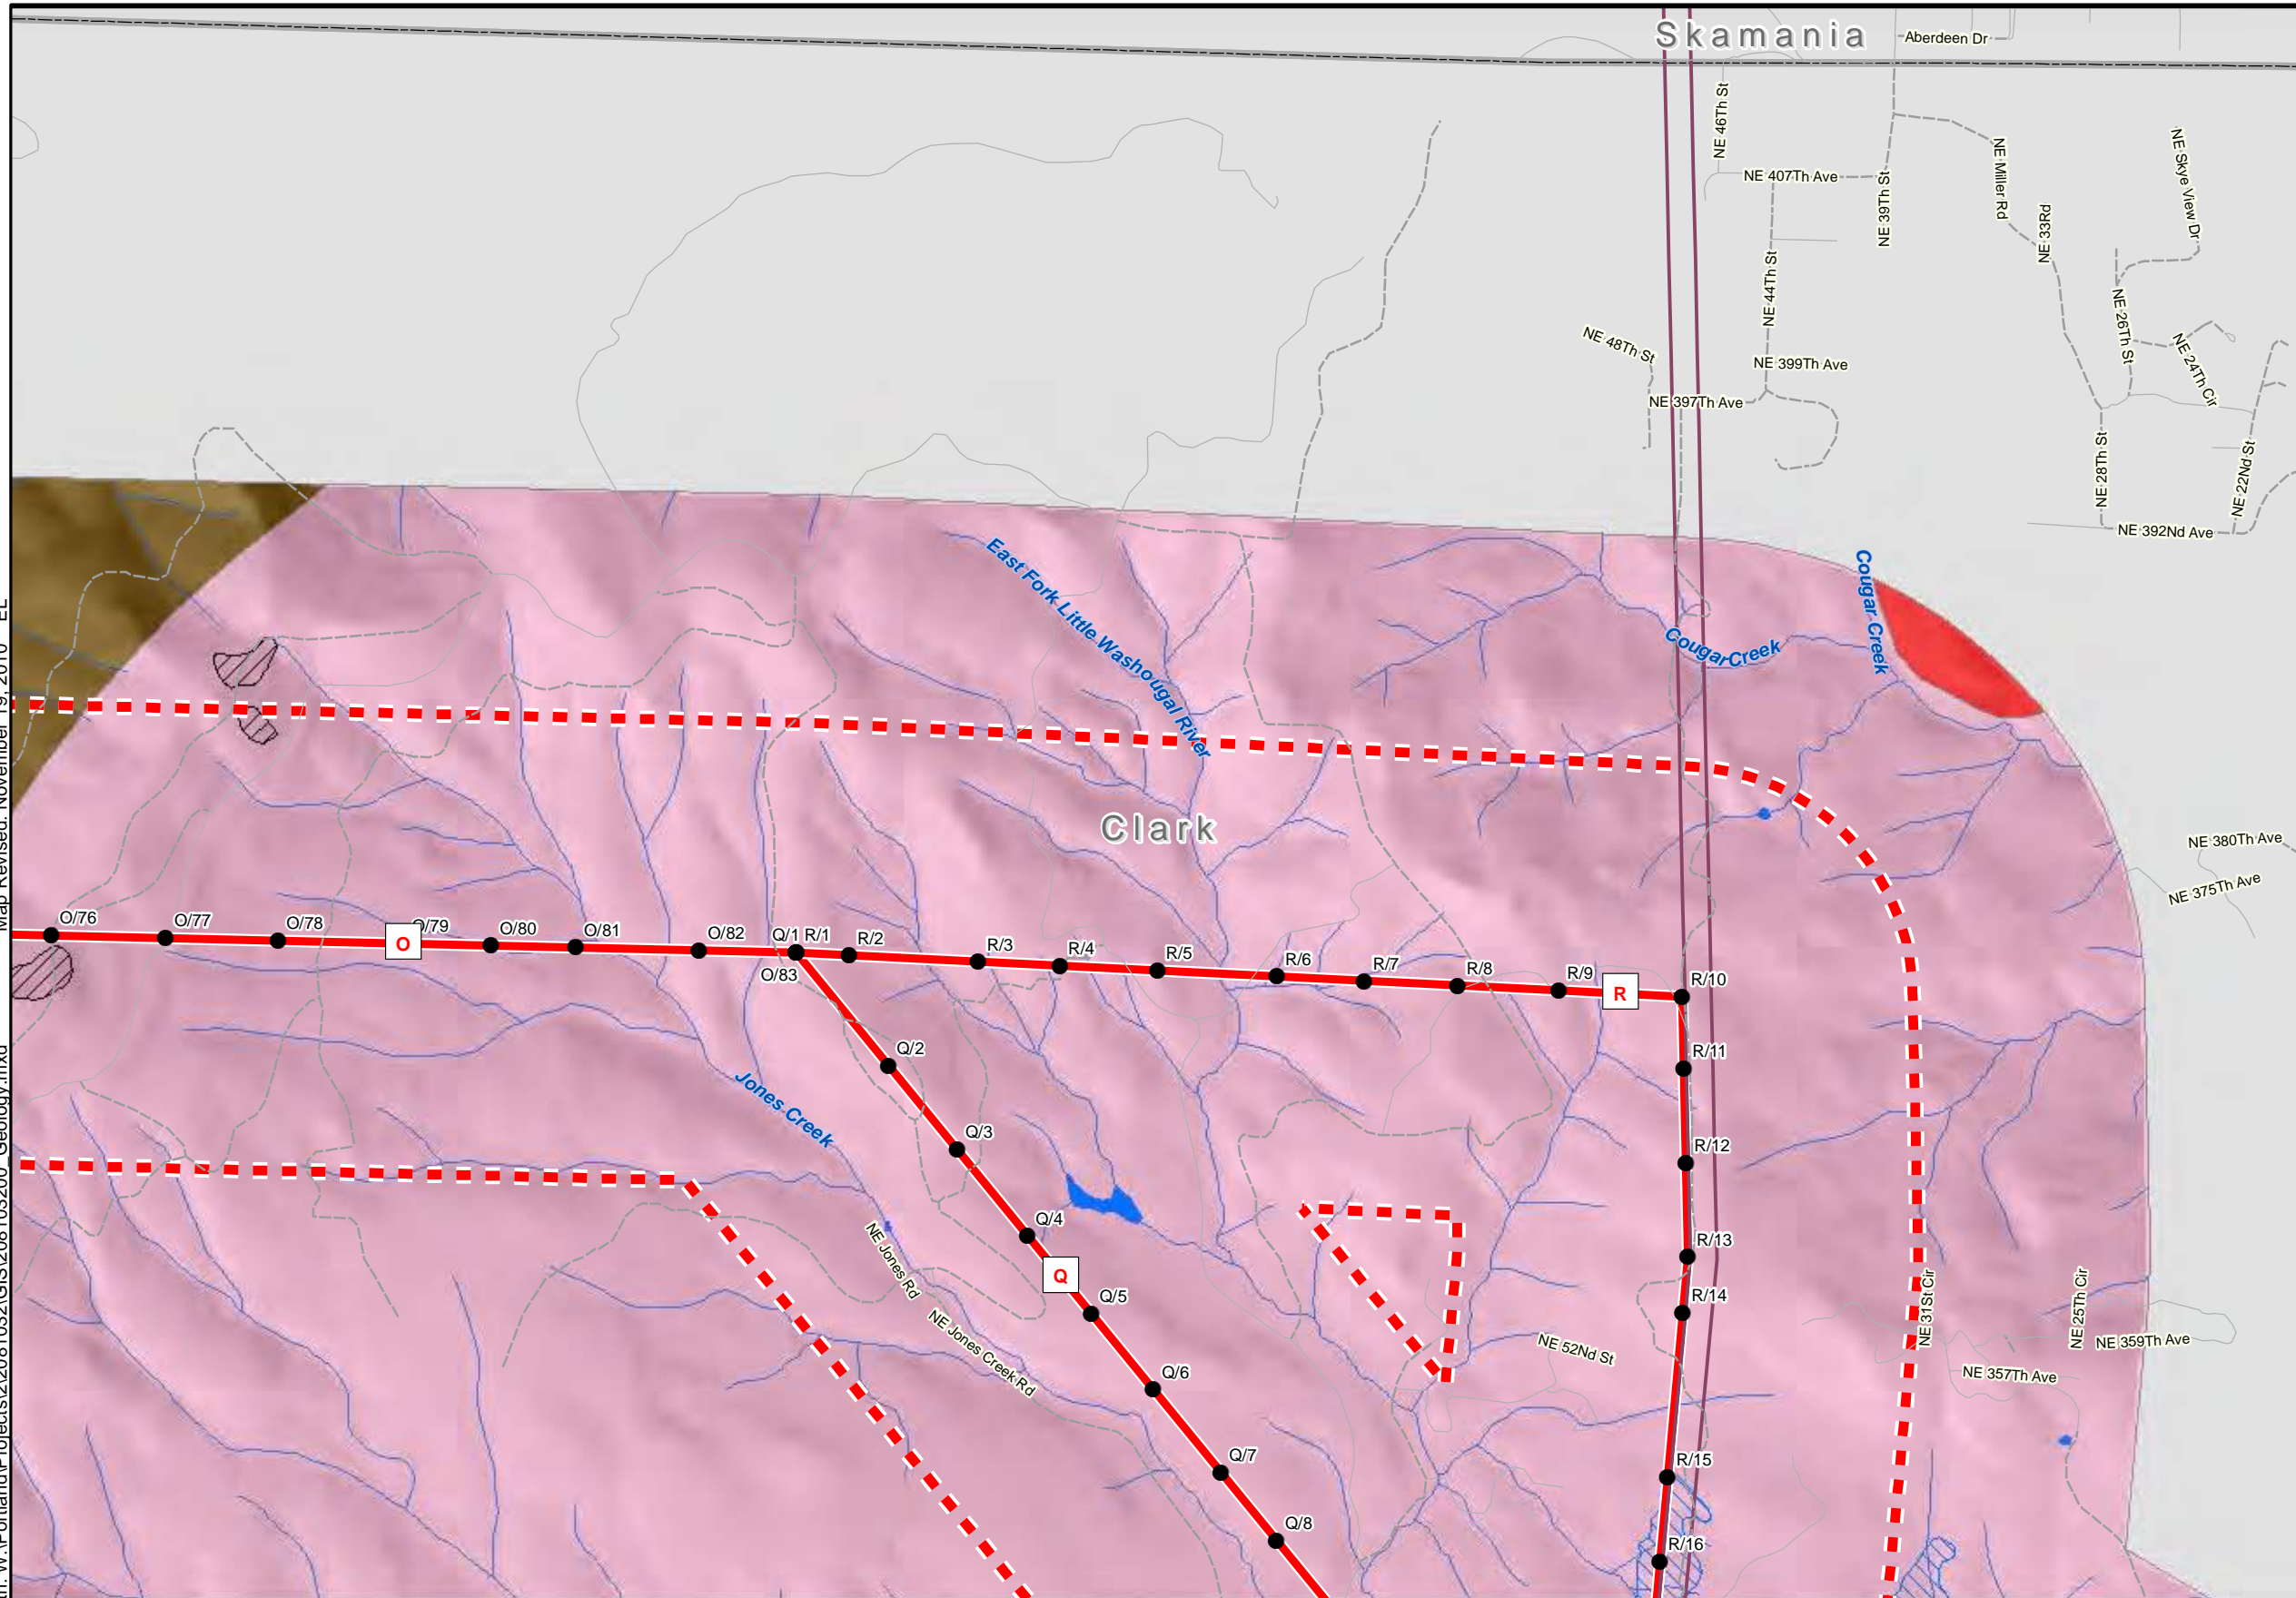 Skamania
Aberdeen Dr
NE 46Th St
NE 407Th Ave
NE 39Th St
NE Miller Rd
NE 33Rd
NE Skye View Dr
NE 44Th St
NE 26Th St
NE 24Th Cir
NE 48Th St
NE 399Th Ave
NE 397Th Ave
NE 28Th St
NE 22Nd St
NE 392Nd Ave
East Fork Little Washougal River
Cougar Creek
CougarCreek
Clark
NE 380Th Ave
NE 375Th Ave
O/76
O/77
O/78
O
O/79
O/80
O/81
O/82
Q/1
R/1
O/83
R/2
R/3
R/4
R/5
R/6
R/7
R/8
R/9
R
R/10
R/11
R/12
R/13
R/14
R/15
R/16
Q/2
Q/3
Q/4
Q
Q/5
Q/6
Q/7
Q/8
Jones Creek
NE Jones Rd
NE Jones Creek Rd
NE 52Nd St
NE 31St Cir
NE 25Th Cir
NE 359Th Ave
NE 357Th Ave
Map Revised: November 19, 2010